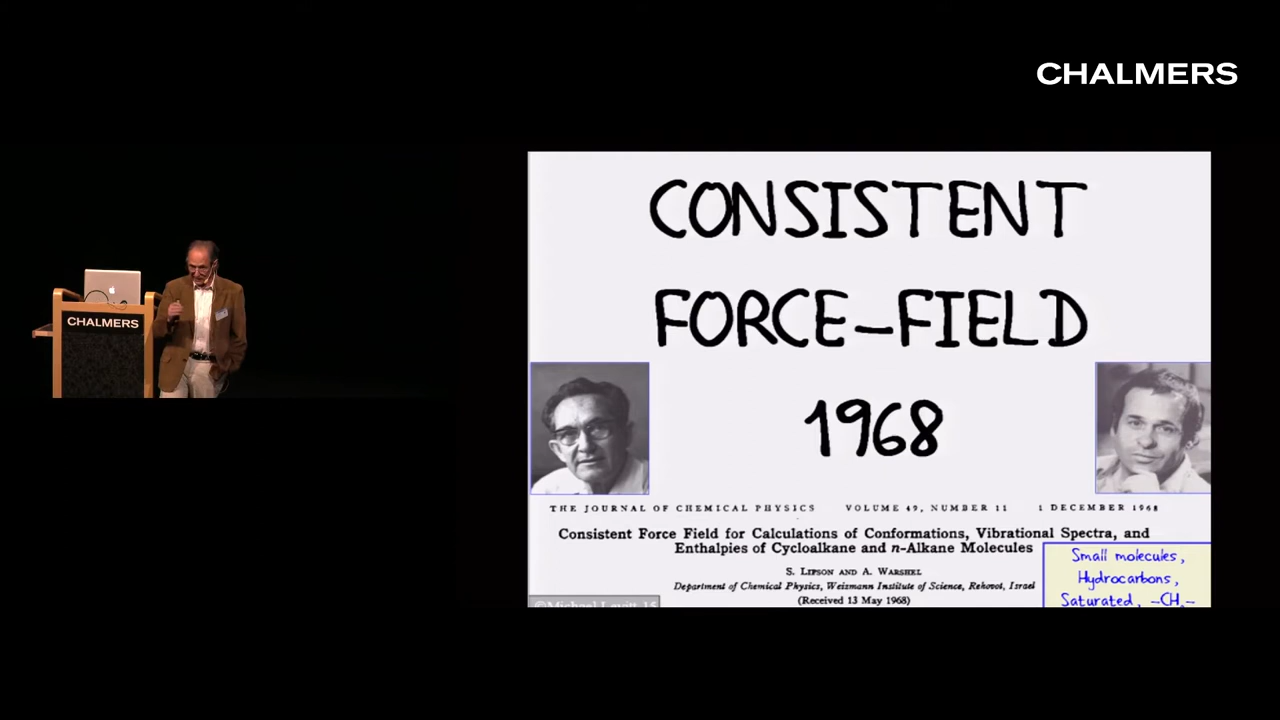 CHALMERS
CHALMERS
CONSISTENT
FORCE-FIELD
1968
THE JOURNAL OF CHEMICAL PHYSICS VOLUME 49, NUMBER 11 1 DECEMBER 1968
Consistent Force Field for Calculations of Conformations, Vibrational Spectra, and
Enthalpies of Cycloalkane and n-Alkane Molecules
S. LIFSON AND A. WARSHEL
Department of Chemical Physics, Weizmann Institute of Science, Rehovot, Israel
(Received 13 May 1968)
Small molecules,
Hydrocarbons,
Saturated, -CH2-
©Michael Levitt